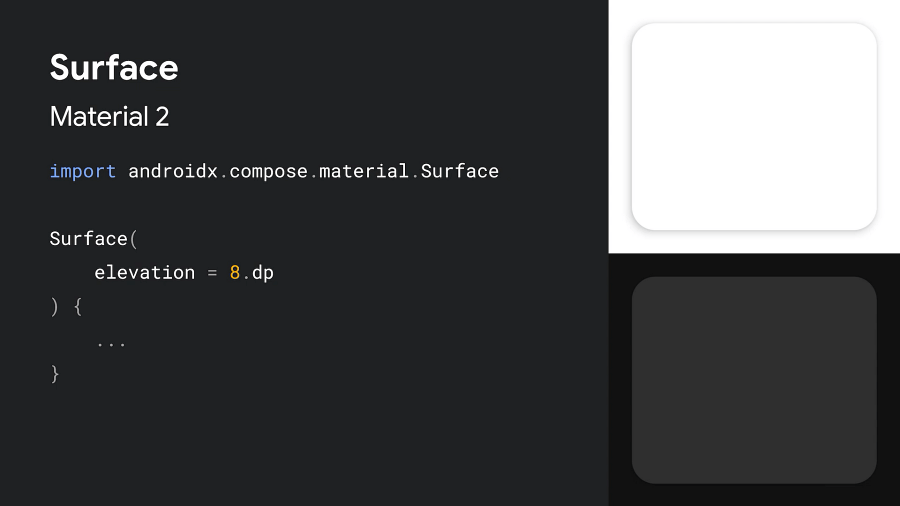 Surface
Material 2
import androidx.compose.material.Surface
Surface(
    elevation = 8.dp
) {
    ...
}